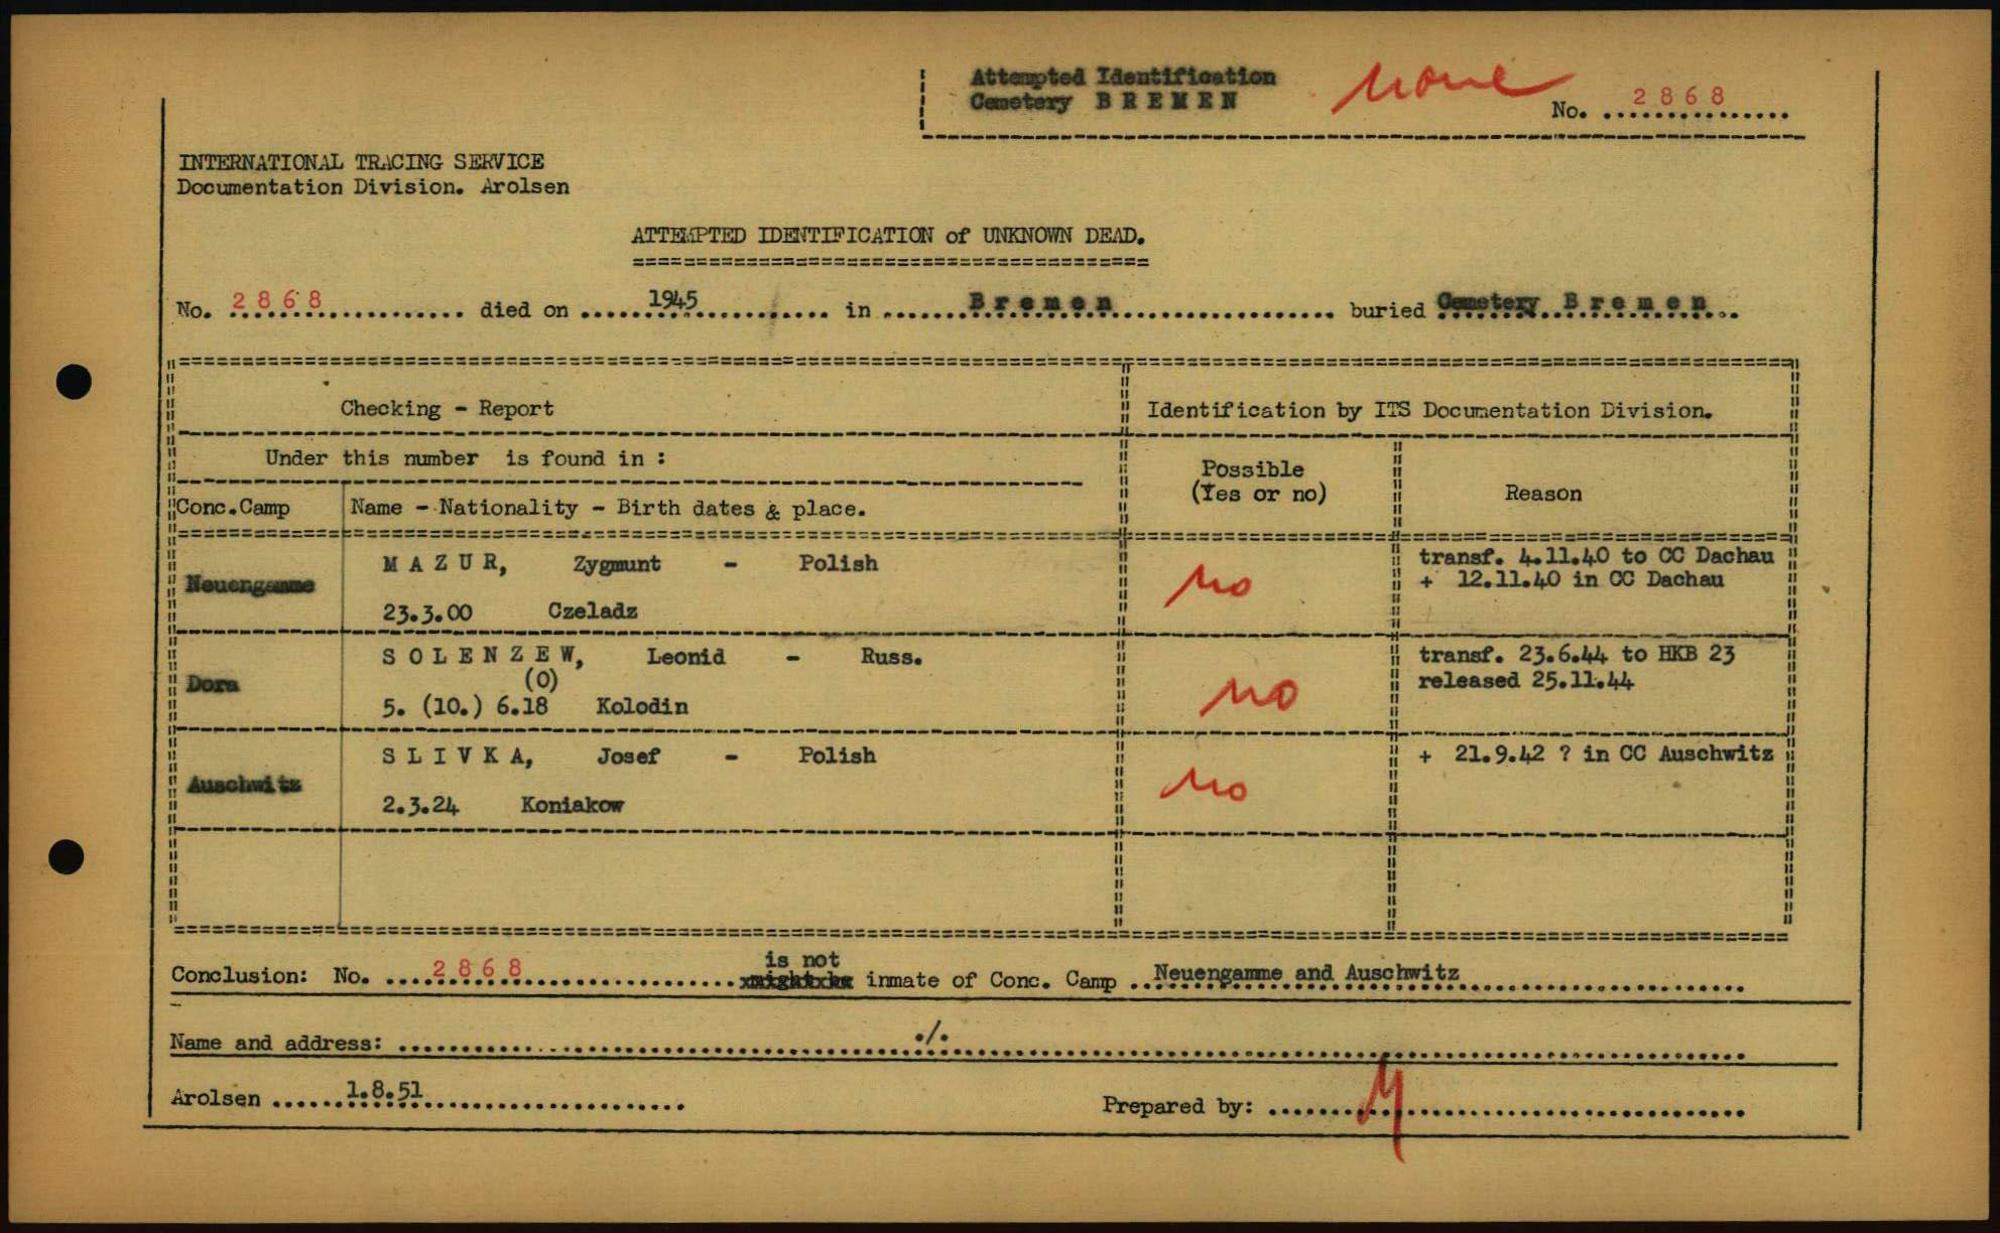 Attempted Identification
Cemetery B R E M E N
none
No. 2868
INTERNATIONAL TRACING SERVICE
Documentation Division. Arolsen
ATTEMPTED IDENTIFICATION of UNKNOWN DEAD.
No. 2868 died on 1945 in B r e m e n buried Cemetery B r e m e n
Checking - Report
Identification by ITS Documentation Division.
Under this number is found in :
Possible
(Yes or no)
Reason
Conc.Camp
Name - Nationality - Birth dates & place.
Neuengamme
M A Z U R, Zygmunt - Polish
23.3.00 Czeladz
no
transf. 4.11.40 to CC Dachau
+ 12.11.40 in CC Dachau
Dora
S O L E N Z E W, Leonid - Russ.
(O)
5. (10.) 6.18 Kolodin
no
transf. 23.6.44 to HKB 23
released 25.11.44
Auschwitz
S L I V K A, Josef - Polish
2.3.24 Koniakow
no
+ 21.9.42 ? in CC Auschwitz
is not
Conclusion: No. 2868 might be inmate of Conc. Camp Neuengamme and Auschwitz
Name and address: ./.
Arolsen 1.8.51
Prepared by: